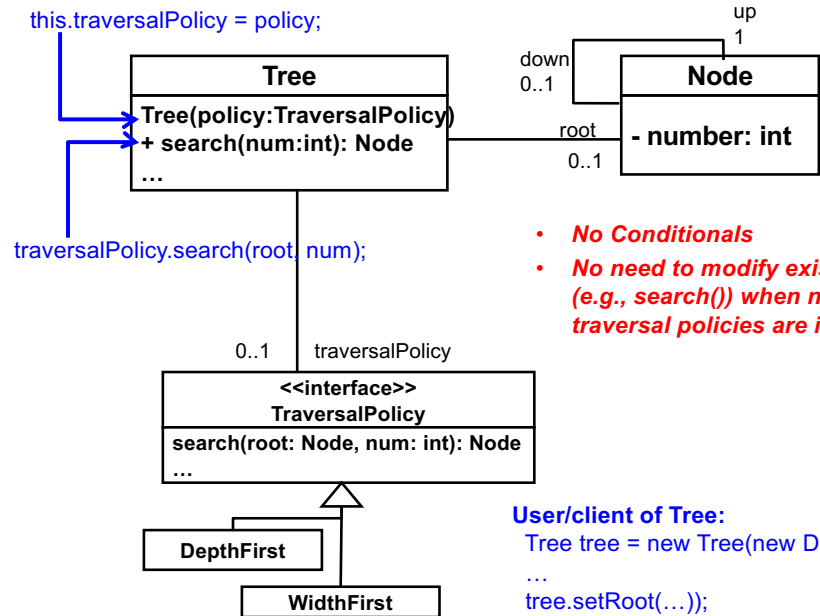 this.traversalPolicy = policy;
up
1
down
0..1
Tree
Tree(policy:TraversalPolicy)
+ search(num:int): Node
…
root
0..1
Node
- number: int
traversalPolicy.search(root, num);
• No Conditionals
• No need to modify exis
(e.g., search()) when n
traversal policies are i
0..1 traversalPolicy
<<interface>>
TraversalPolicy
search(root: Node, num: int): Node
…
DepthFirst
WidthFirst
User/client of Tree:
Tree tree = new Tree(new D
…
tree.setRoot(…));